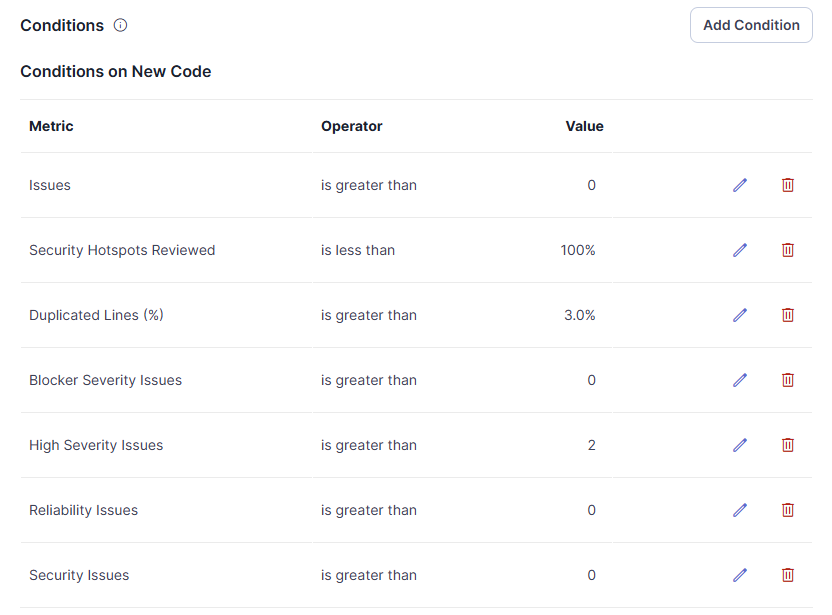 Conditions
Add Condition
Conditions on New Code
Metric Operator Value
Issues is greater than 0
Security Hotspots Reviewed is less than 100%
Duplicated Lines (%) is greater than 3.0%
Blocker Severity Issues is greater than 0
High Severity Issues is greater than 2
Reliability Issues is greater than 0
Security Issues is greater than 0